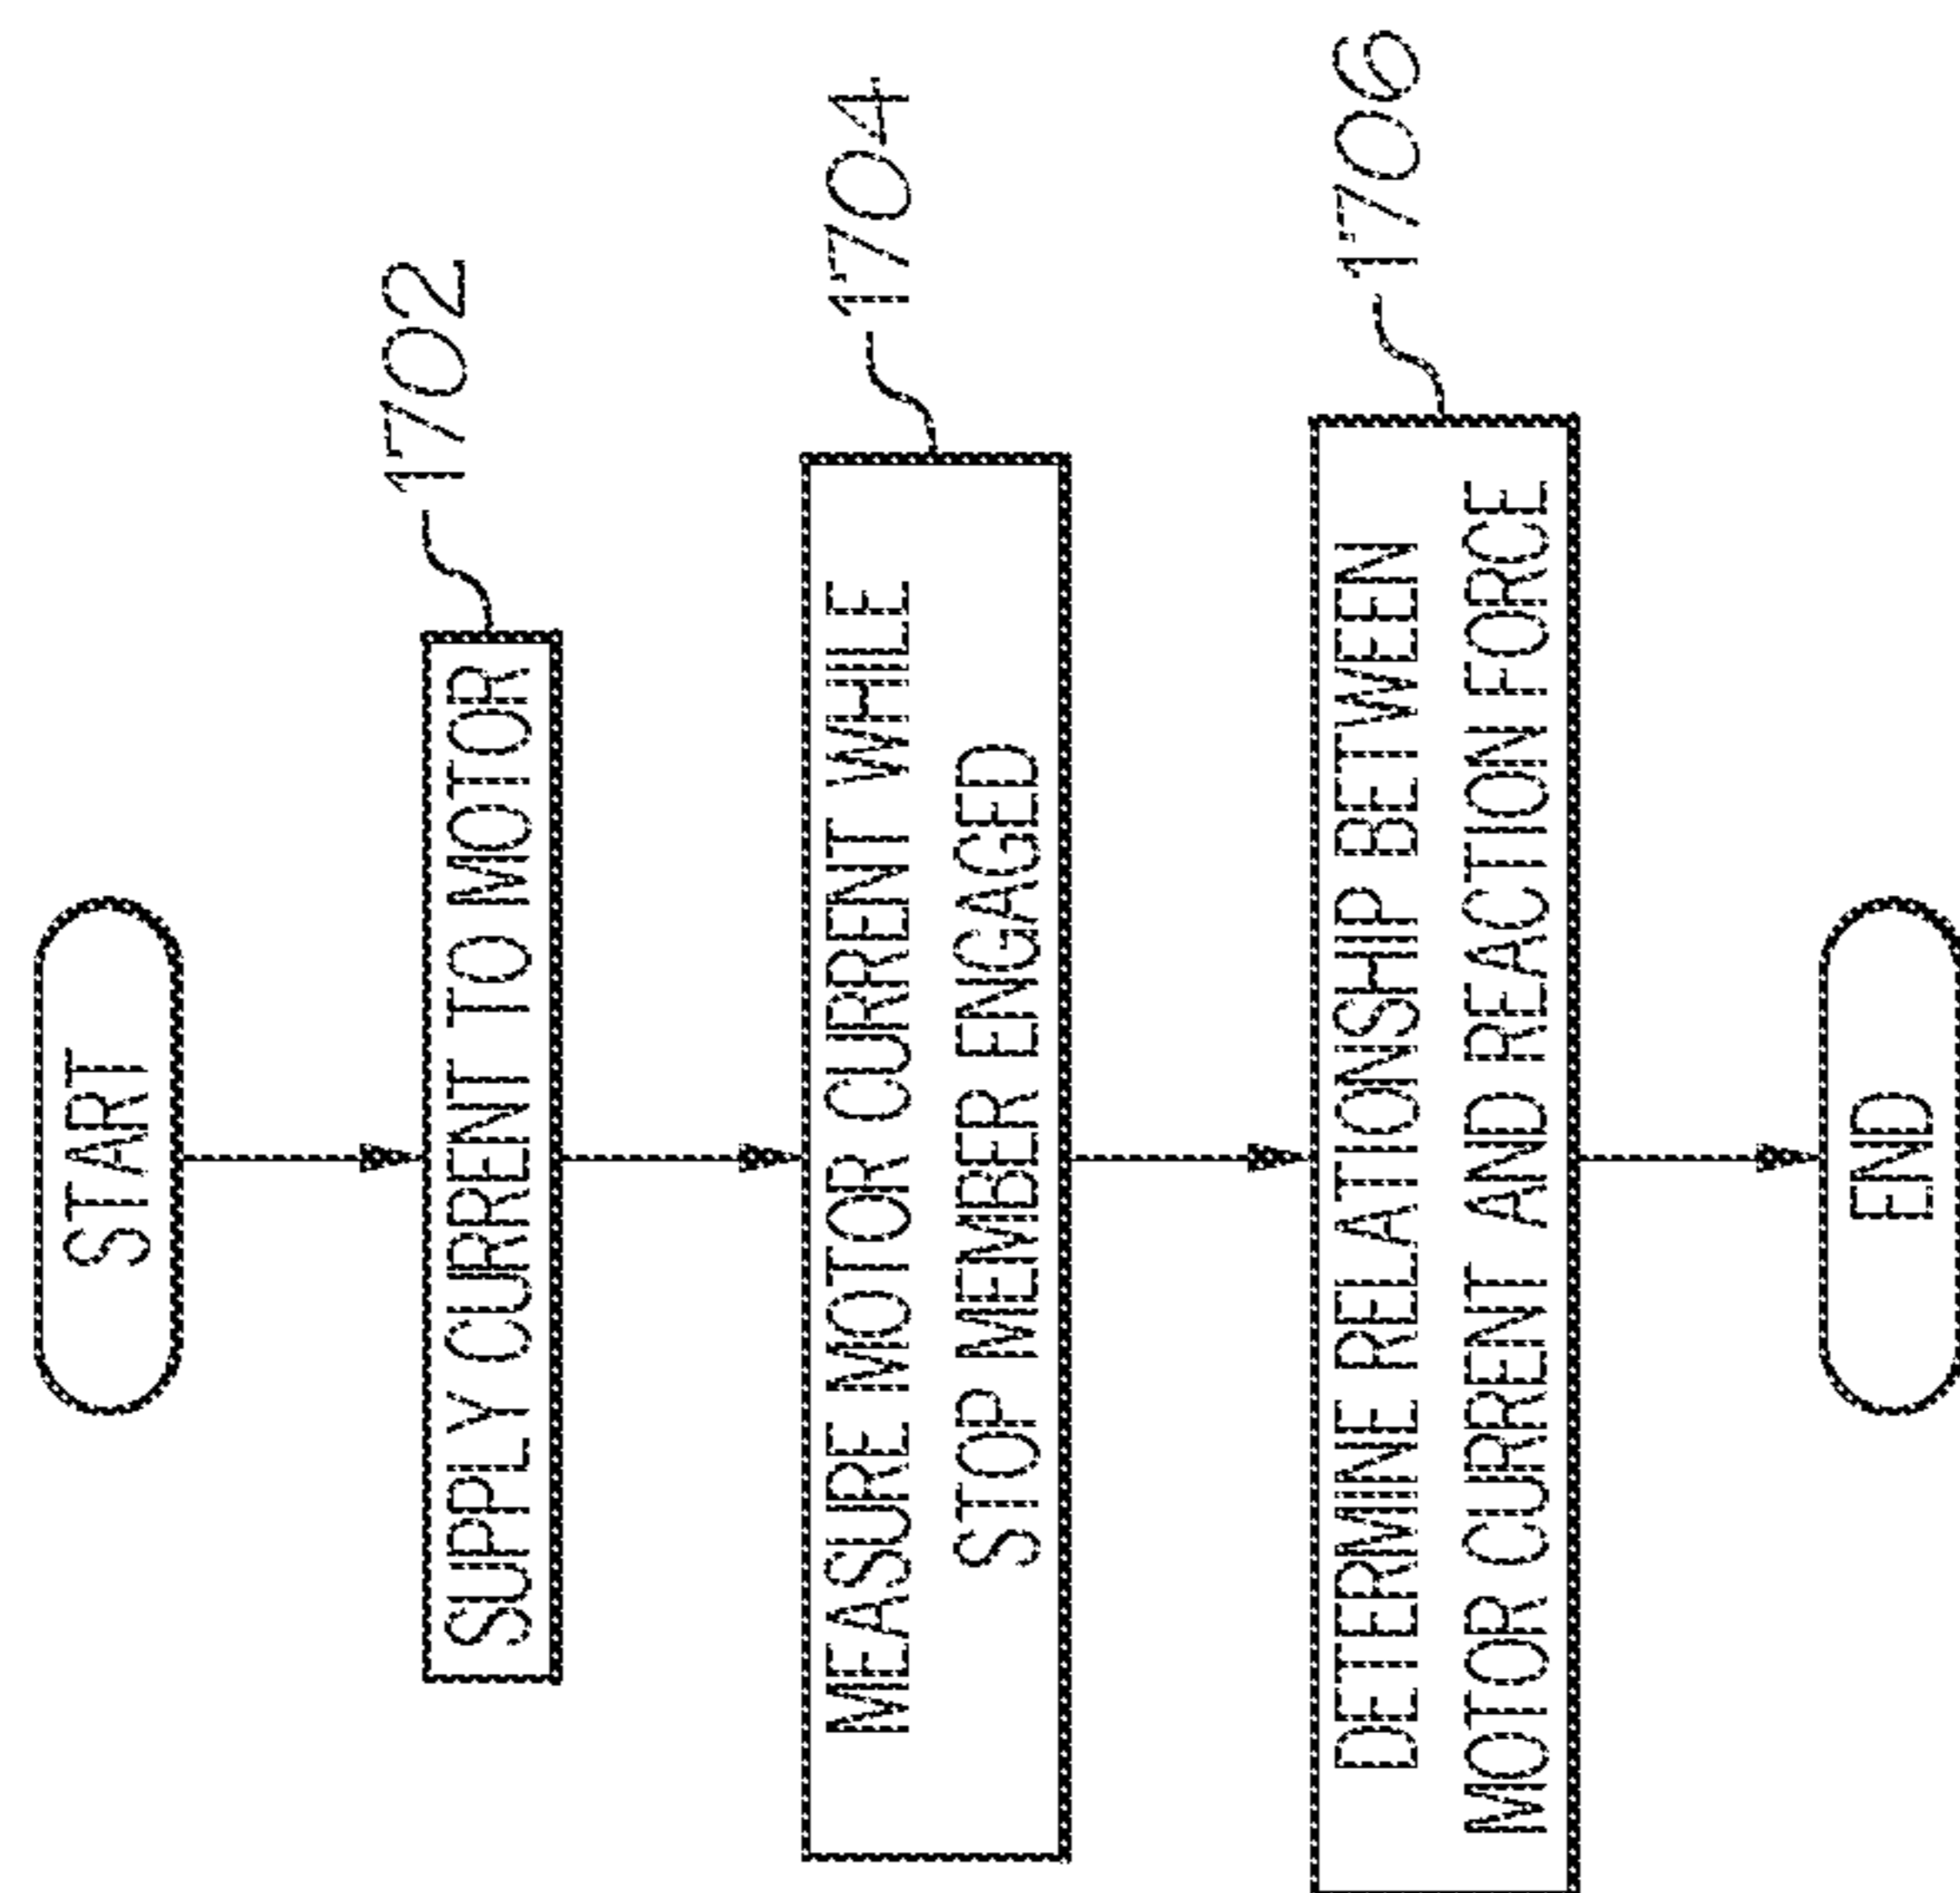 START
SUPPLY CURRENT TO MOTOR
1702
MEASURE MOTOR CURRENT WHILE
STOP MEMBER ENGAGED
1704
DETERMINE RELATIONSHIP BETWEEN
MOTOR CURRENT AND REACTION FORCE
1706
END